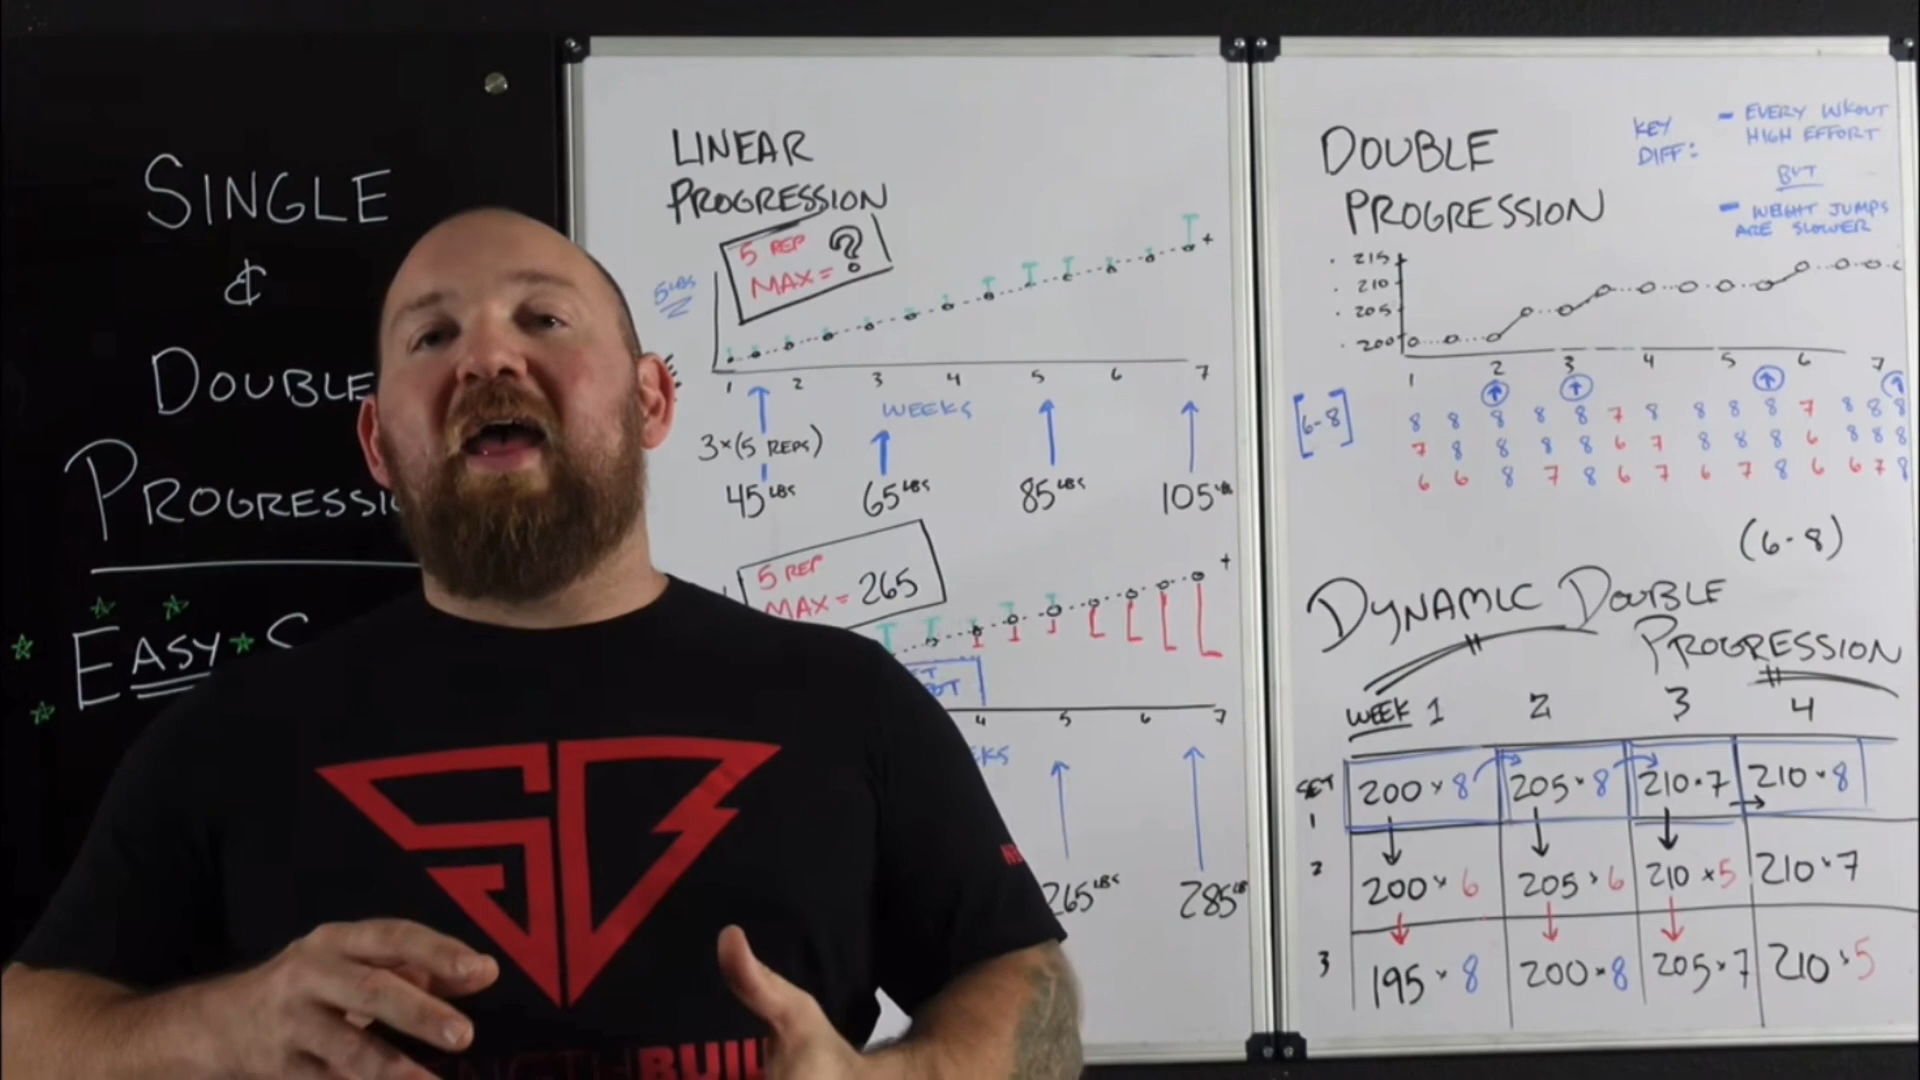 SINGLE
&
DOUBLE
PROGRESSI
EASY
LINEAR
PROGRESSION
5 REP
MAX = ?
5 LBS
1 2 3 4 5 6 7
WEEKS
3×(5 REPS)
45 LBS 65 LBS 85 LBS 105
5 REP
MAX = 265
+
4 5 6 7
265 LBS 285 LB
SD
BUIL
DOUBLE
PROGRESSION
KEY
DIFF:
- EVERY WKOUT
HIGH EFFORT
BUT
- WEIGHT JUMPS
ARE SLOWER
215
210
205
200
1 2 3 4 5 6 7
[6-8]
8 8 8 8 8 7 8 8 8 8 7 8 8 8
7 8 8 8 8 6 7 8 8 8 6 8 8 8
6 6 8 7 8 6 7 6 7 8 6 6 7 8
(6-8)
DYNAMIC DOUBLE
PROGRESSION
WEEK 1 2 3 4
SET
1 200 × 8 205 × 8 210 × 7 210 × 8
2 200 × 6 205 × 6 210 × 5 210 × 7
3 195 × 8 200 × 8 205 × 7 210 × 5